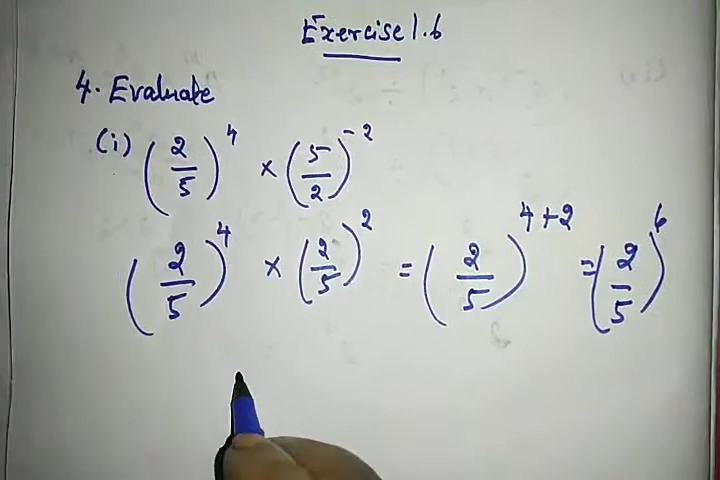 Exercise 1.6
4. Evaluate
(i) (2/5)^4 × (5/2)^-2
(2/5)^4 × (2/5)^2 = (2/5)^4+2 = (2/5)^6